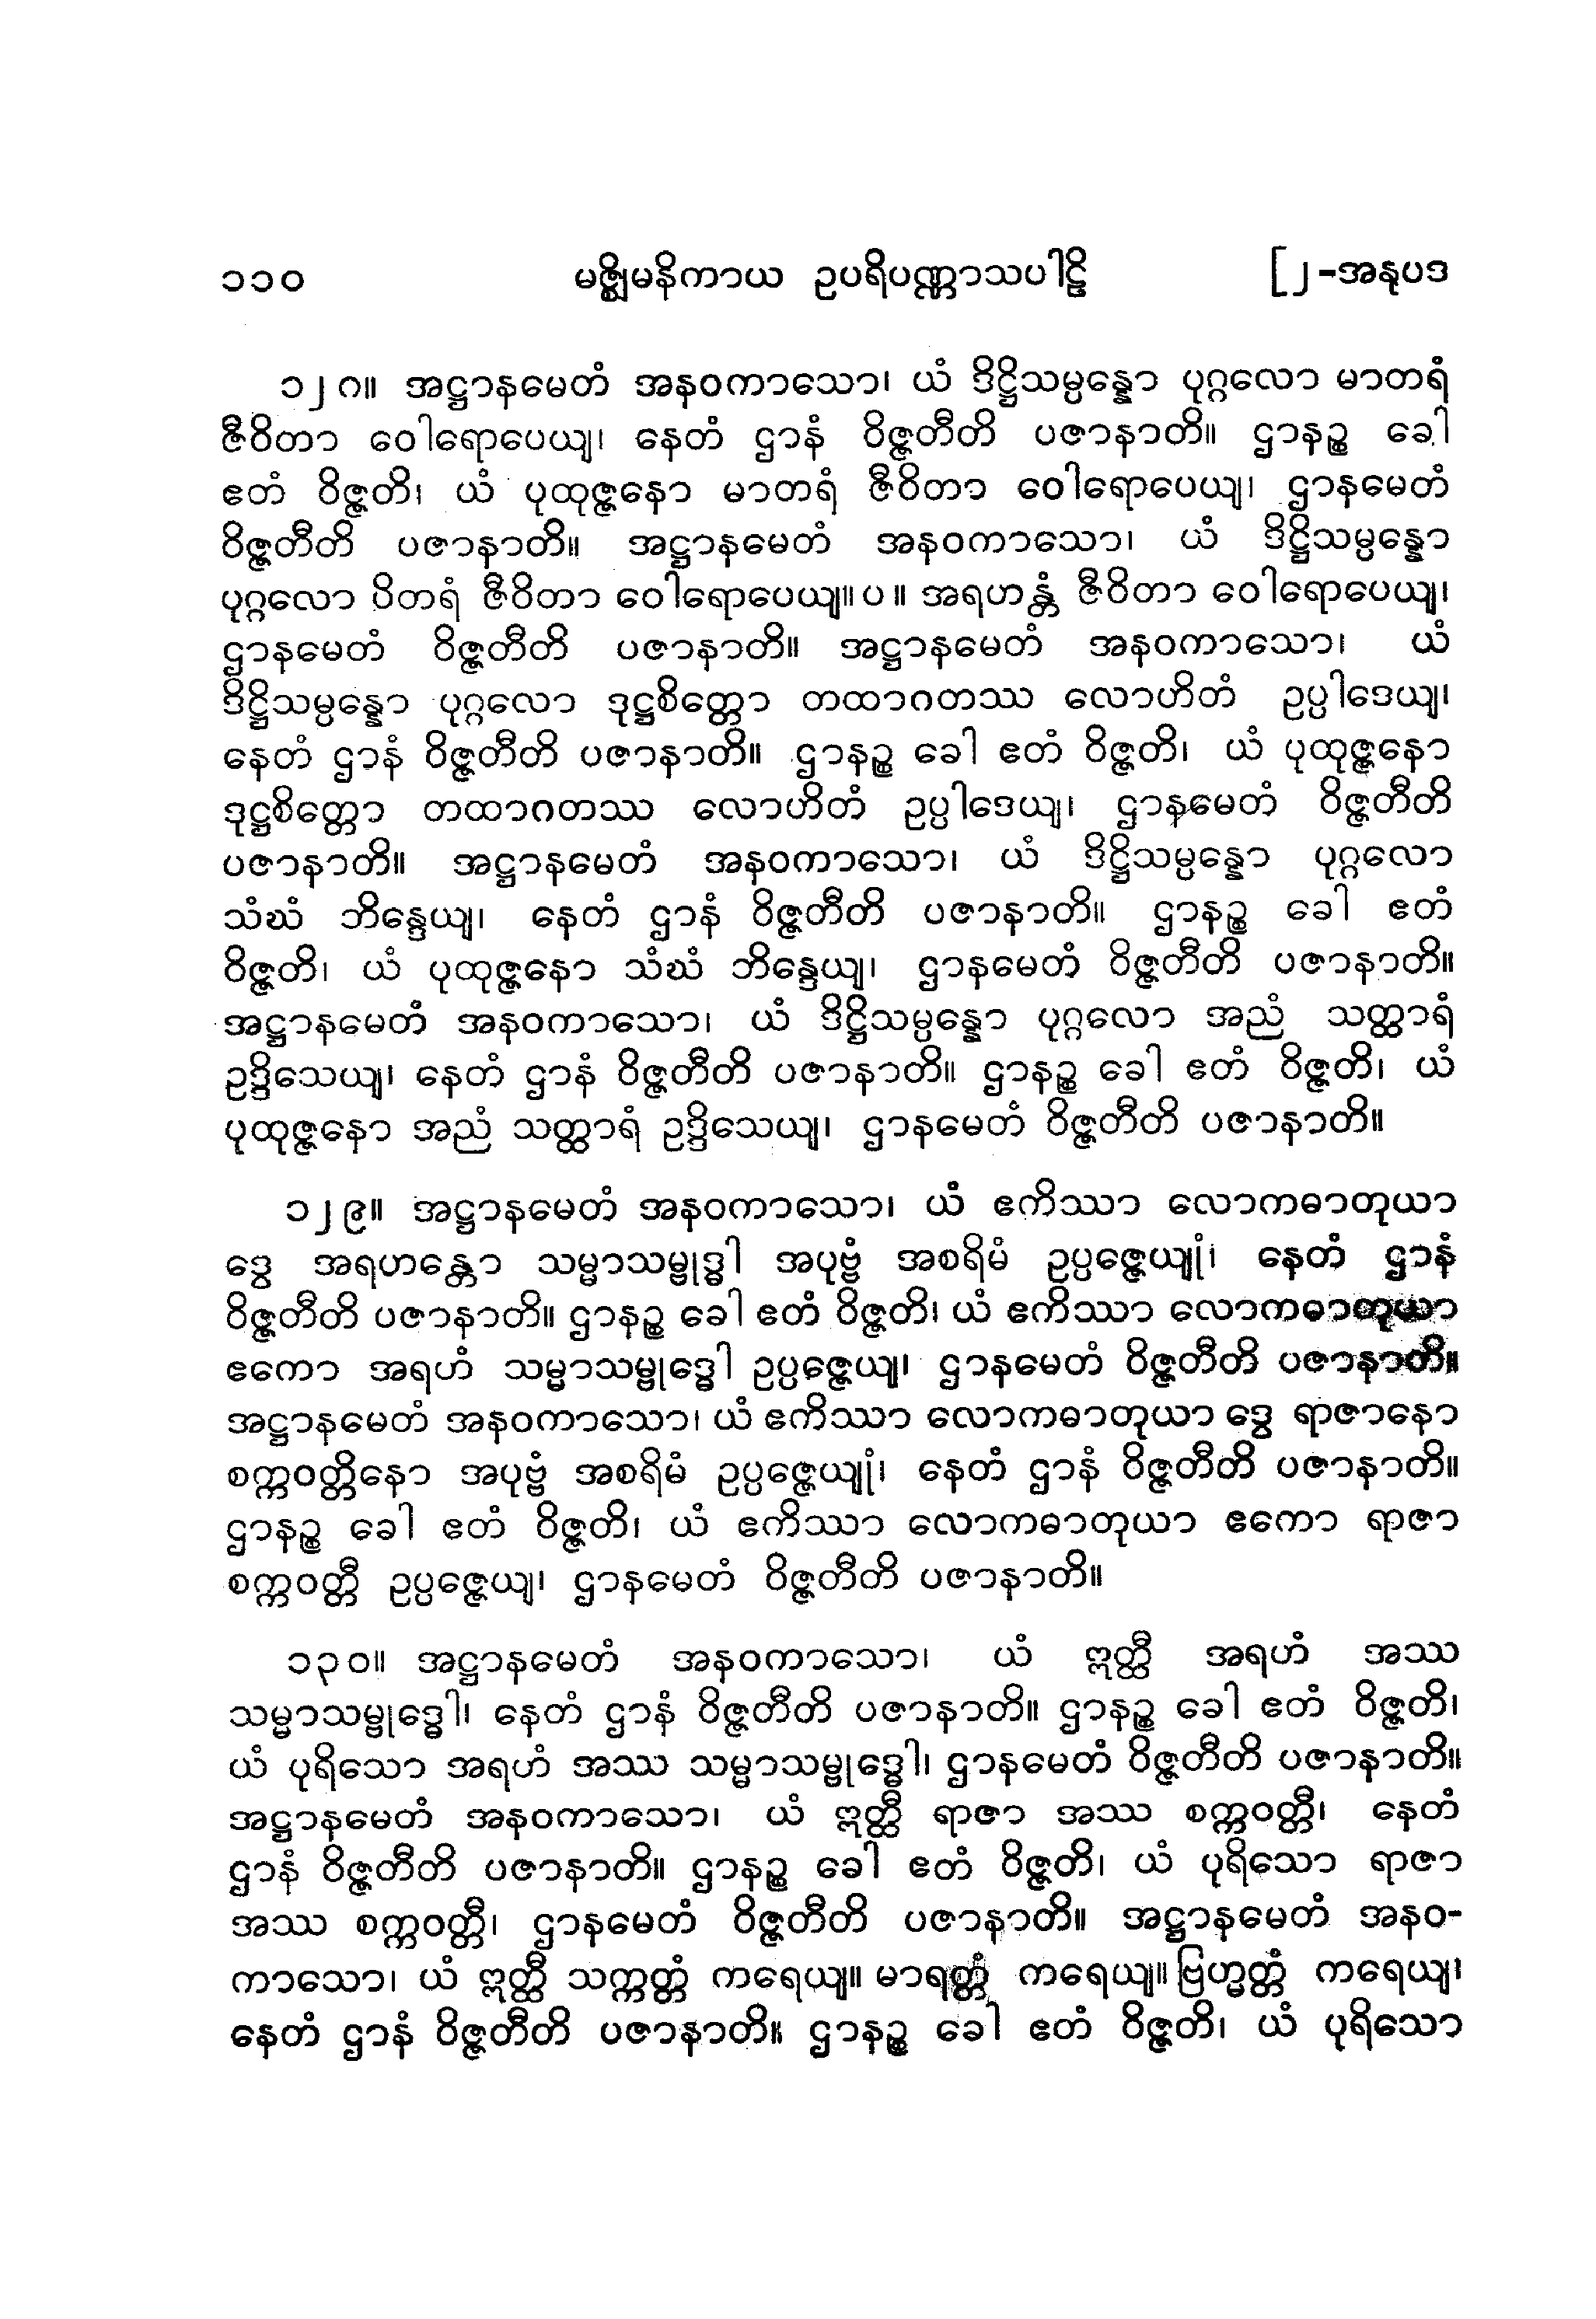 ၁၁၀ မဇ္ဈိမနိကာယ ဥပရိပဏ္ဏာသပါဠိ [၂-အနုပဒ
၁၂၈။ အဋ္ဌာနမေတံ အနဝကာသော၊ ယံ ဒိဋ္ဌိသမ္ပန္နော ပုဂ္ဂလော မာတရံ
ဇီဝိတာ ဝေါရောပေယျ၊ နေတံ ဌာနံ ဝိဇ္ဇတီတိ ပဇာနာတိ။ ဌာနဉ္စ ခေါ
ဧတံ ဝိဇ္ဇတိ၊ ယံ ပုထုဇ္ဇနော မာတရံ ဇီဝိတာ ဝေါရောပေယျ၊ ဌာနမေတံ
ဝိဇ္ဇတီတိ ပဇာနာတိ။ အဋ္ဌာနမေတံ အနဝကာသော၊ ယံ ဒိဋ္ဌိသမ္ပန္နော
ပုဂ္ဂလော ပိတရံ ဇီဝိတာ ဝေါရောပေယျ။ပ။ အရဟန္တံ ဇီဝိတာ ဝေါရောပေယျ၊
ဌာနမေတံ ဝိဇ္ဇတီတိ ပဇာနာတိ။ အဋ္ဌာနမေတံ အနဝကာသော၊ ယံ
ဒိဋ္ဌိသမ္ပန္နော ပုဂ္ဂလော ဒုဋ္ဌစိတ္တော တထာဂတဿ လောဟိတံ ဥပ္ပါဒေယျ၊
နေတံ ဌာနံ ဝိဇ္ဇတီတိ ပဇာနာတိ။ ဌာနဉ္စ ခေါ ဧတံ ဝိဇ္ဇတိ၊ ယံ ပုထုဇ္ဇနော
ဒုဋ္ဌစိတ္တော တထာဂတဿ လောဟိတံ ဥပ္ပါဒေယျ၊ ဌာနမေတံ ဝိဇ္ဇတီတိ
ပဇာနာတိ။ အဋ္ဌာနမေတံ အနဝကာသော၊ ယံ ဒိဋ္ဌိသမ္ပန္နော ပုဂ္ဂလော
သံဃံ ဘိန္ဒေယျ၊ နေတံ ဌာနံ ဝိဇ္ဇတီတိ ပဇာနာတိ။ ဌာနဉ္စ ခေါ ဧတံ
ဝိဇ္ဇတိ၊ ယံ ပုထုဇ္ဇနော သံဃံ ဘိန္ဒေယျ၊ ဌာနမေတံ ဝိဇ္ဇတီတိ ပဇာနာတိ။
အဋ္ဌာနမေတံ အနဝကာသော၊ ယံ ဒိဋ္ဌိသမ္ပန္နော ပုဂ္ဂလော အညံ သတ္ထာရံ
ဥဒ္ဒိသေယျ၊ နေတံ ဌာနံ ဝိဇ္ဇတီတိ ပဇာနာတိ။ ဌာနဉ္စ ခေါ ဧတံ ဝိဇ္ဇတိ၊ ယံ
ပုထုဇ္ဇနော အညံ သတ္ထာရံ ဥဒ္ဒိသေယျ၊ ဌာနမေတံ ဝိဇ္ဇတီတိ ပဇာနာတိ။
၁၂၉။ အဋ္ဌာနမေတံ အနဝကာသော၊ ယံ ဧကိဿာ လောကဓာတုယာ
ဒွေ အရဟန္တော သမ္မာသမ္ဗုဒ္ဓါ အပုဗ္ဗံ အစရိမံ ဥပ္ပဇ္ဇေယျုံ၊ နေတံ ဌာနံ
ဝိဇ္ဇတီတိ ပဇာနာတိ။ ဌာနဉ္စ ခေါ ဧတံ ဝိဇ္ဇတိ၊ ယံ ဧကိဿာ လောကဓာတုယာ
ဧကော အရဟံ သမ္မာသမ္ဗုဒ္ဓေါ ဥပ္ပဇ္ဇေယျ၊ ဌာနမေတံ ဝိဇ္ဇတီတိ ပဇာနာတိ။
အဋ္ဌာနမေတံ အနဝကာသော၊ ယံ ဧကိဿာ လောကဓာတုယာ ဒွေ ရာဇာနော
စက္ကဝတ္တိနော အပုဗ္ဗံ အစရိမံ ဥပ္ပဇ္ဇေယျုံ၊ နေတံ ဌာနံ ဝိဇ္ဇတီတိ ပဇာနာတိ။
ဌာနဉ္စ ခေါ ဧတံ ဝိဇ္ဇတိ၊ ယံ ဧကိဿာ လောကဓာတုယာ ဧကော ရာဇာ
စက္ကဝတ္တီ ဥပ္ပဇ္ဇေယျ၊ ဌာနမေတံ ဝိဇ္ဇတီတိ ပဇာနာတိ။
၁၃၀။ အဋ္ဌာနမေတံ အနဝကာသော၊ ယံ ဣတ္ထီ အရဟံ အဿ
သမ္မာသမ္ဗုဒ္ဓေါ၊ နေတံ ဌာနံ ဝိဇ္ဇတီတိ ပဇာနာတိ။ ဌာနဉ္စ ခေါ ဧတံ ဝိဇ္ဇတိ၊
ယံ ပုရိသော အရဟံ အဿ သမ္မာသမ္ဗုဒ္ဓေါ၊ ဌာနမေတံ ဝိဇ္ဇတီတိ ပဇာနာတိ။
အဋ္ဌာနမေတံ အနဝကာသော၊ ယံ ဣတ္ထီ ရာဇာ အဿ စက္ကဝတ္တီ၊ နေတံ
ဌာနံ ဝိဇ္ဇတီတိ ပဇာနာတိ။ ဌာနဉ္စ ခေါ ဧတံ ဝိဇ္ဇတိ၊ ယံ ပုရိသော ရာဇာ
အဿ စက္ကဝတ္တီ၊ ဌာနမေတံ ဝိဇ္ဇတီတိ ပဇာနာတိ။ အဋ္ဌာနမေတံ အနဝ-
ကာသော၊ ယံ ဣတ္ထီ သက္ကတ္တံ ကရေယျ။ မာရတ္တံ ကရေယျ။ ဗြဟ္မတ္တံ ကရေယျ၊
နေတံ ဌာနံ ဝိဇ္ဇတီတိ ပဇာနာတိ။ ဌာနဉ္စ ခေါ ဧတံ ဝိဇ္ဇတိ၊ ယံ ပုရိသော